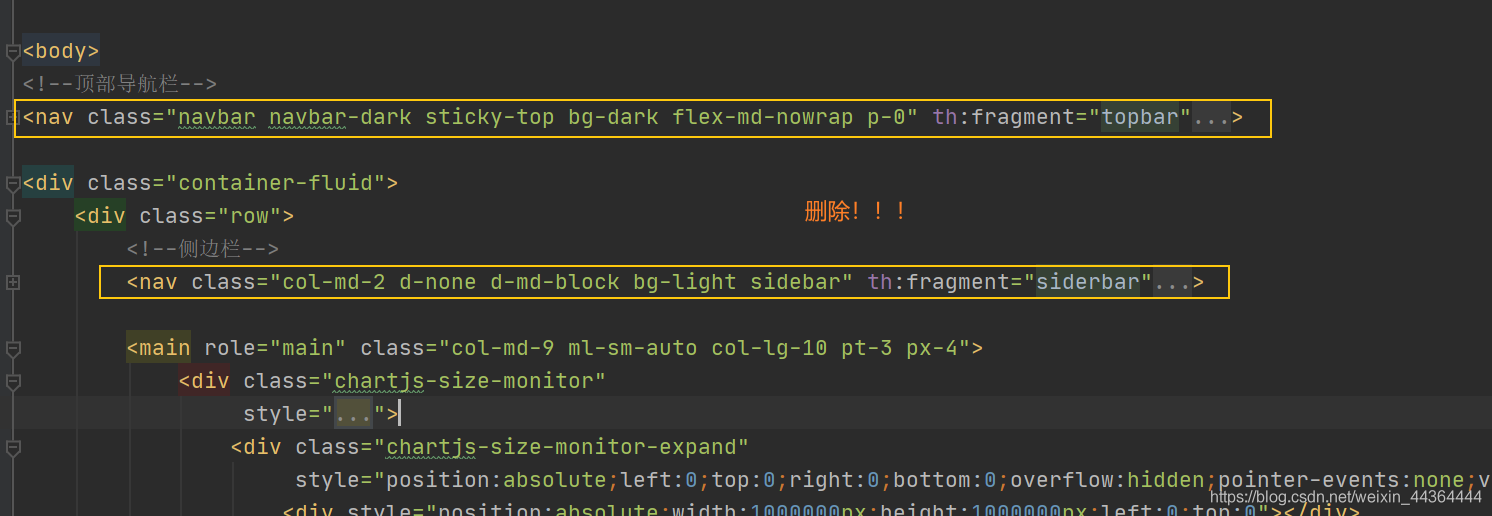 <body>
<!--顶部导航栏-->
<nav class="navbar navbar-dark sticky-top bg-dark flex-md-nowrap p-0" th:fragment="topbar"...>
<div class="container-fluid">
<div class="row">
删除！！！
<!--侧边栏-->
<nav class="col-md-2 d-none d-md-block bg-light sidebar" th:fragment="siderbar"...>
<main role="main" class="col-md-9 ml-sm-auto col-lg-10 pt-3 px-4">
<div class="chartjs-size-monitor"
style="...">
<div class="chartjs-size-monitor-expand"
style="position:absolute;left:0;top:0;right:0;bottom:0;overflow:hidden;pointer-events:none;v
<div style="position:absolute;width:1000000px;height:1000000px;left:0;top:0"></div>
https://blog.csdn.net/weixin_44364444